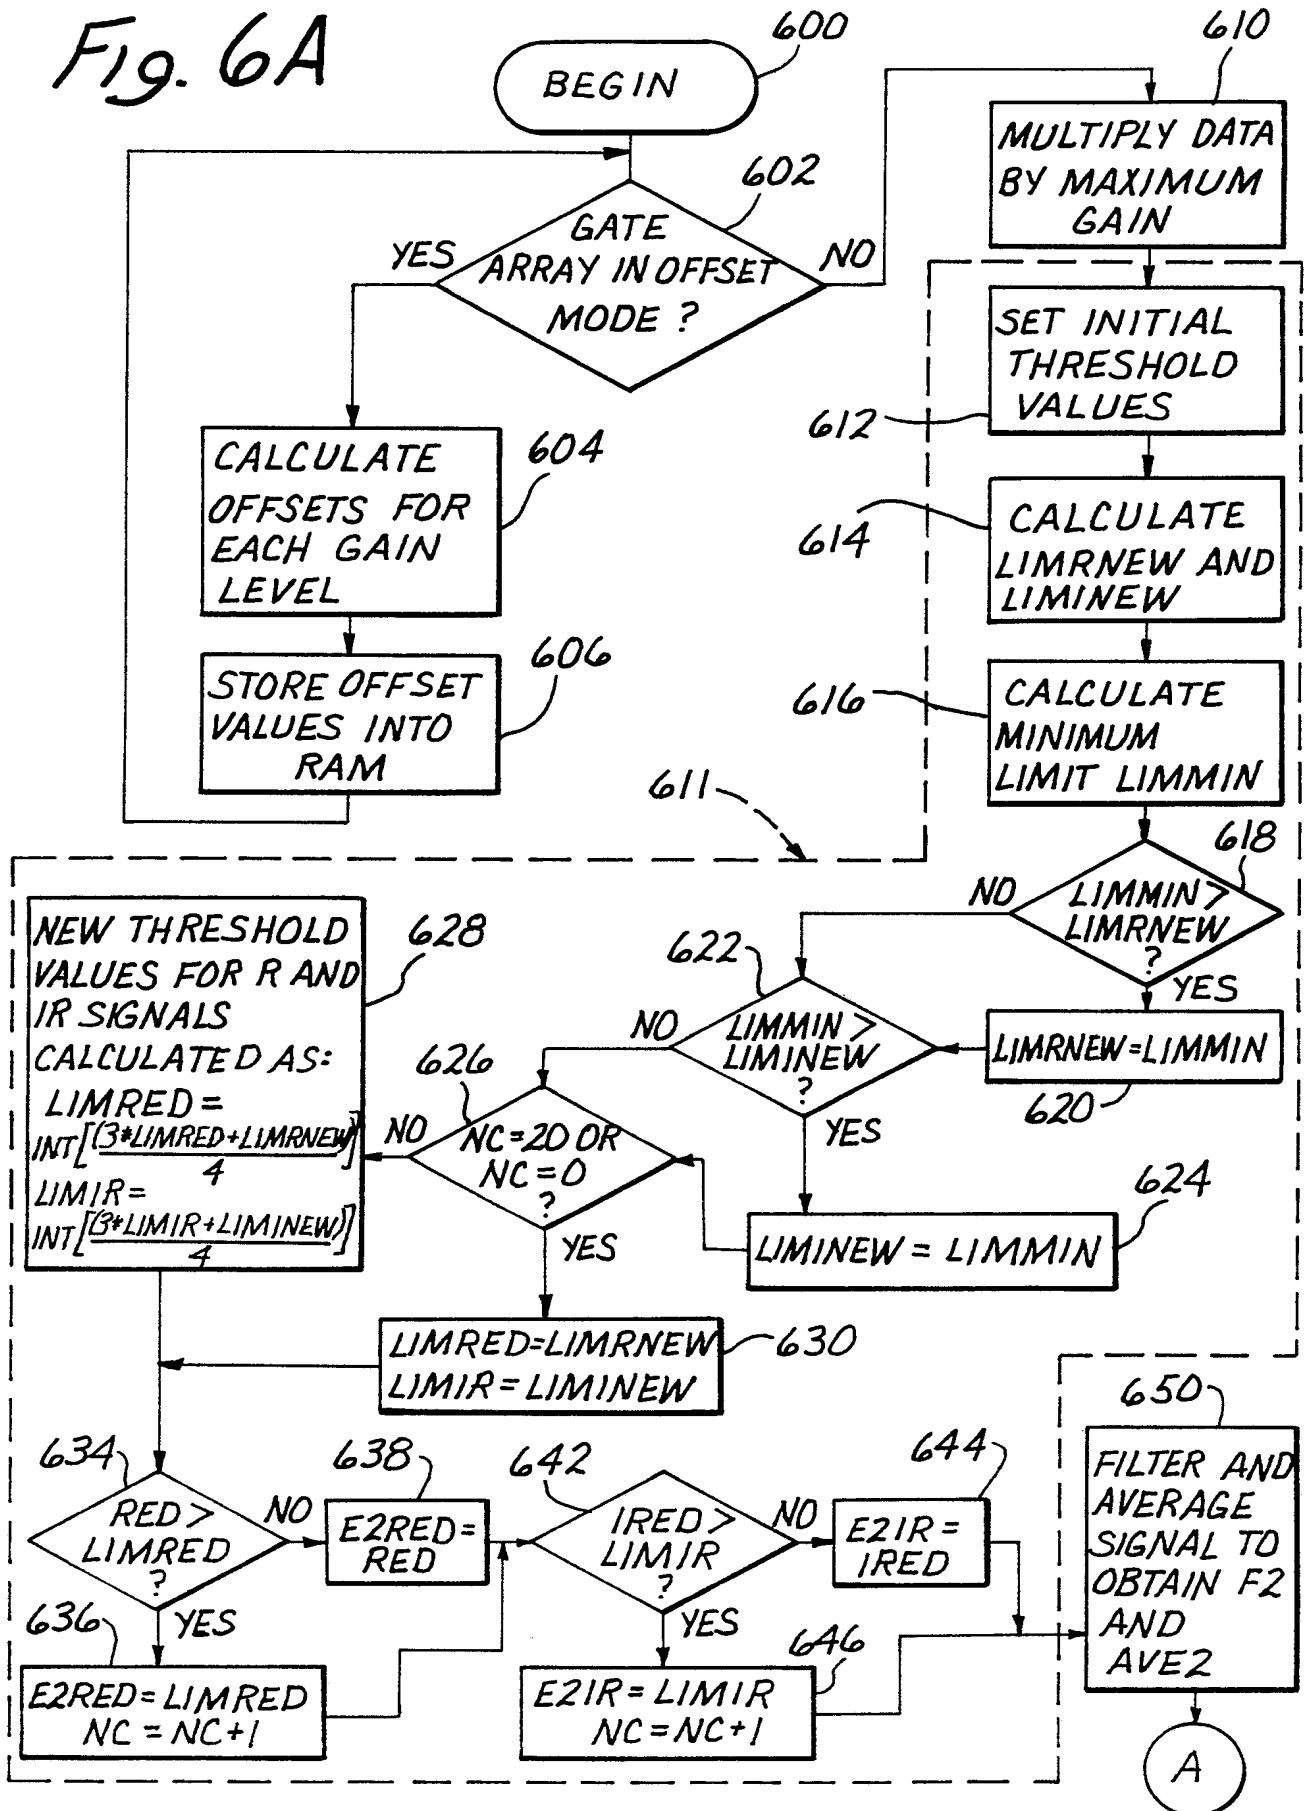 Fig. 6A
600
BEGIN
602
GATE
ARRAY IN OFFSET
MODE ?
YES
NO
604
CALCULATE
OFFSETS FOR
EACH GAIN
LEVEL
606
STORE OFFSET
VALUES INTO
RAM
610
MULTIPLY DATA
BY MAXIMUM
GAIN
611
612
SET INITIAL
THRESHOLD
VALUES
614
CALCULATE
LIMRNEW AND
LIMINEW
616
CALCULATE
MINIMUM
LIMIT LIMMIN
618
LIMMIN >
LIMRNEW
?
NO
YES
LIMRNEW=LIMMIN
620
622
LIMMIN >
LIMINEW
?
NO
YES
624
LIMINEW = LIMMIN
626
NC=20 OR
NC=0
?
NO
YES
628
NEW THRESHOLD
VALUES FOR R AND
IR SIGNALS
CALCULATED AS:
LIMRED =
INT[(3*LIMRED+LIMRNEW)]
4
LIMIR =
INT[(3*LIMIR+LIMINEW)]
4
LIMRED=LIMRNEW
LIMIR = LIMINEW
630
634
RED >
LIMRED
?
NO
YES
636
E2RED=LIMRED
NC = NC+1
638
E2RED=
RED
642
IRED >
LIMIR
?
NO
YES
644
E2IR =
IRED
646
E2IR = LIMIR
NC = NC+1
650
FILTER AND
AVERAGE
SIGNAL TO
OBTAIN F2
AND
AVE2
A